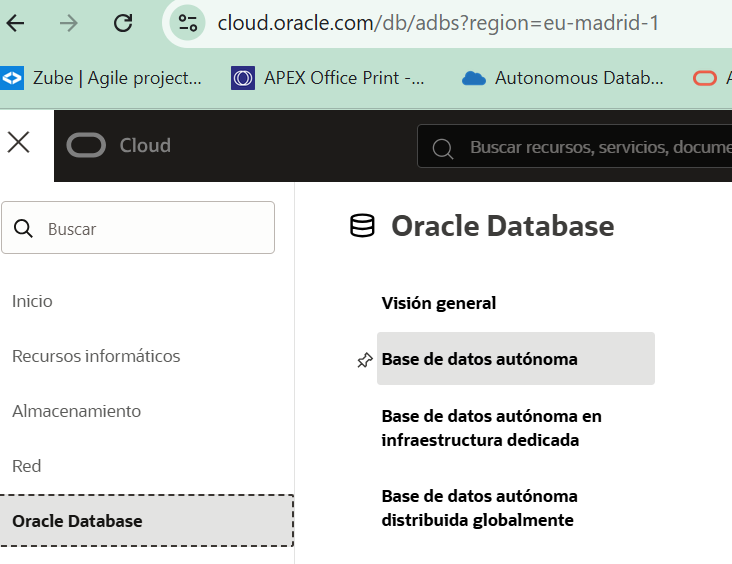 cloud.oracle.com/db/adbs?region=eu-madrid-1
Zube | Agile project...
APEX Office Print -...
Autonomous Datab...
A
Cloud
Buscar recursos, servicios, docume
Buscar
Inicio
Recursos informáticos
Almacenamiento
Red
Oracle Database
Oracle Database
Visión general
Base de datos autónoma
Base de datos autónoma en
infraestructura dedicada
Base de datos autónoma
distribuida globalmente